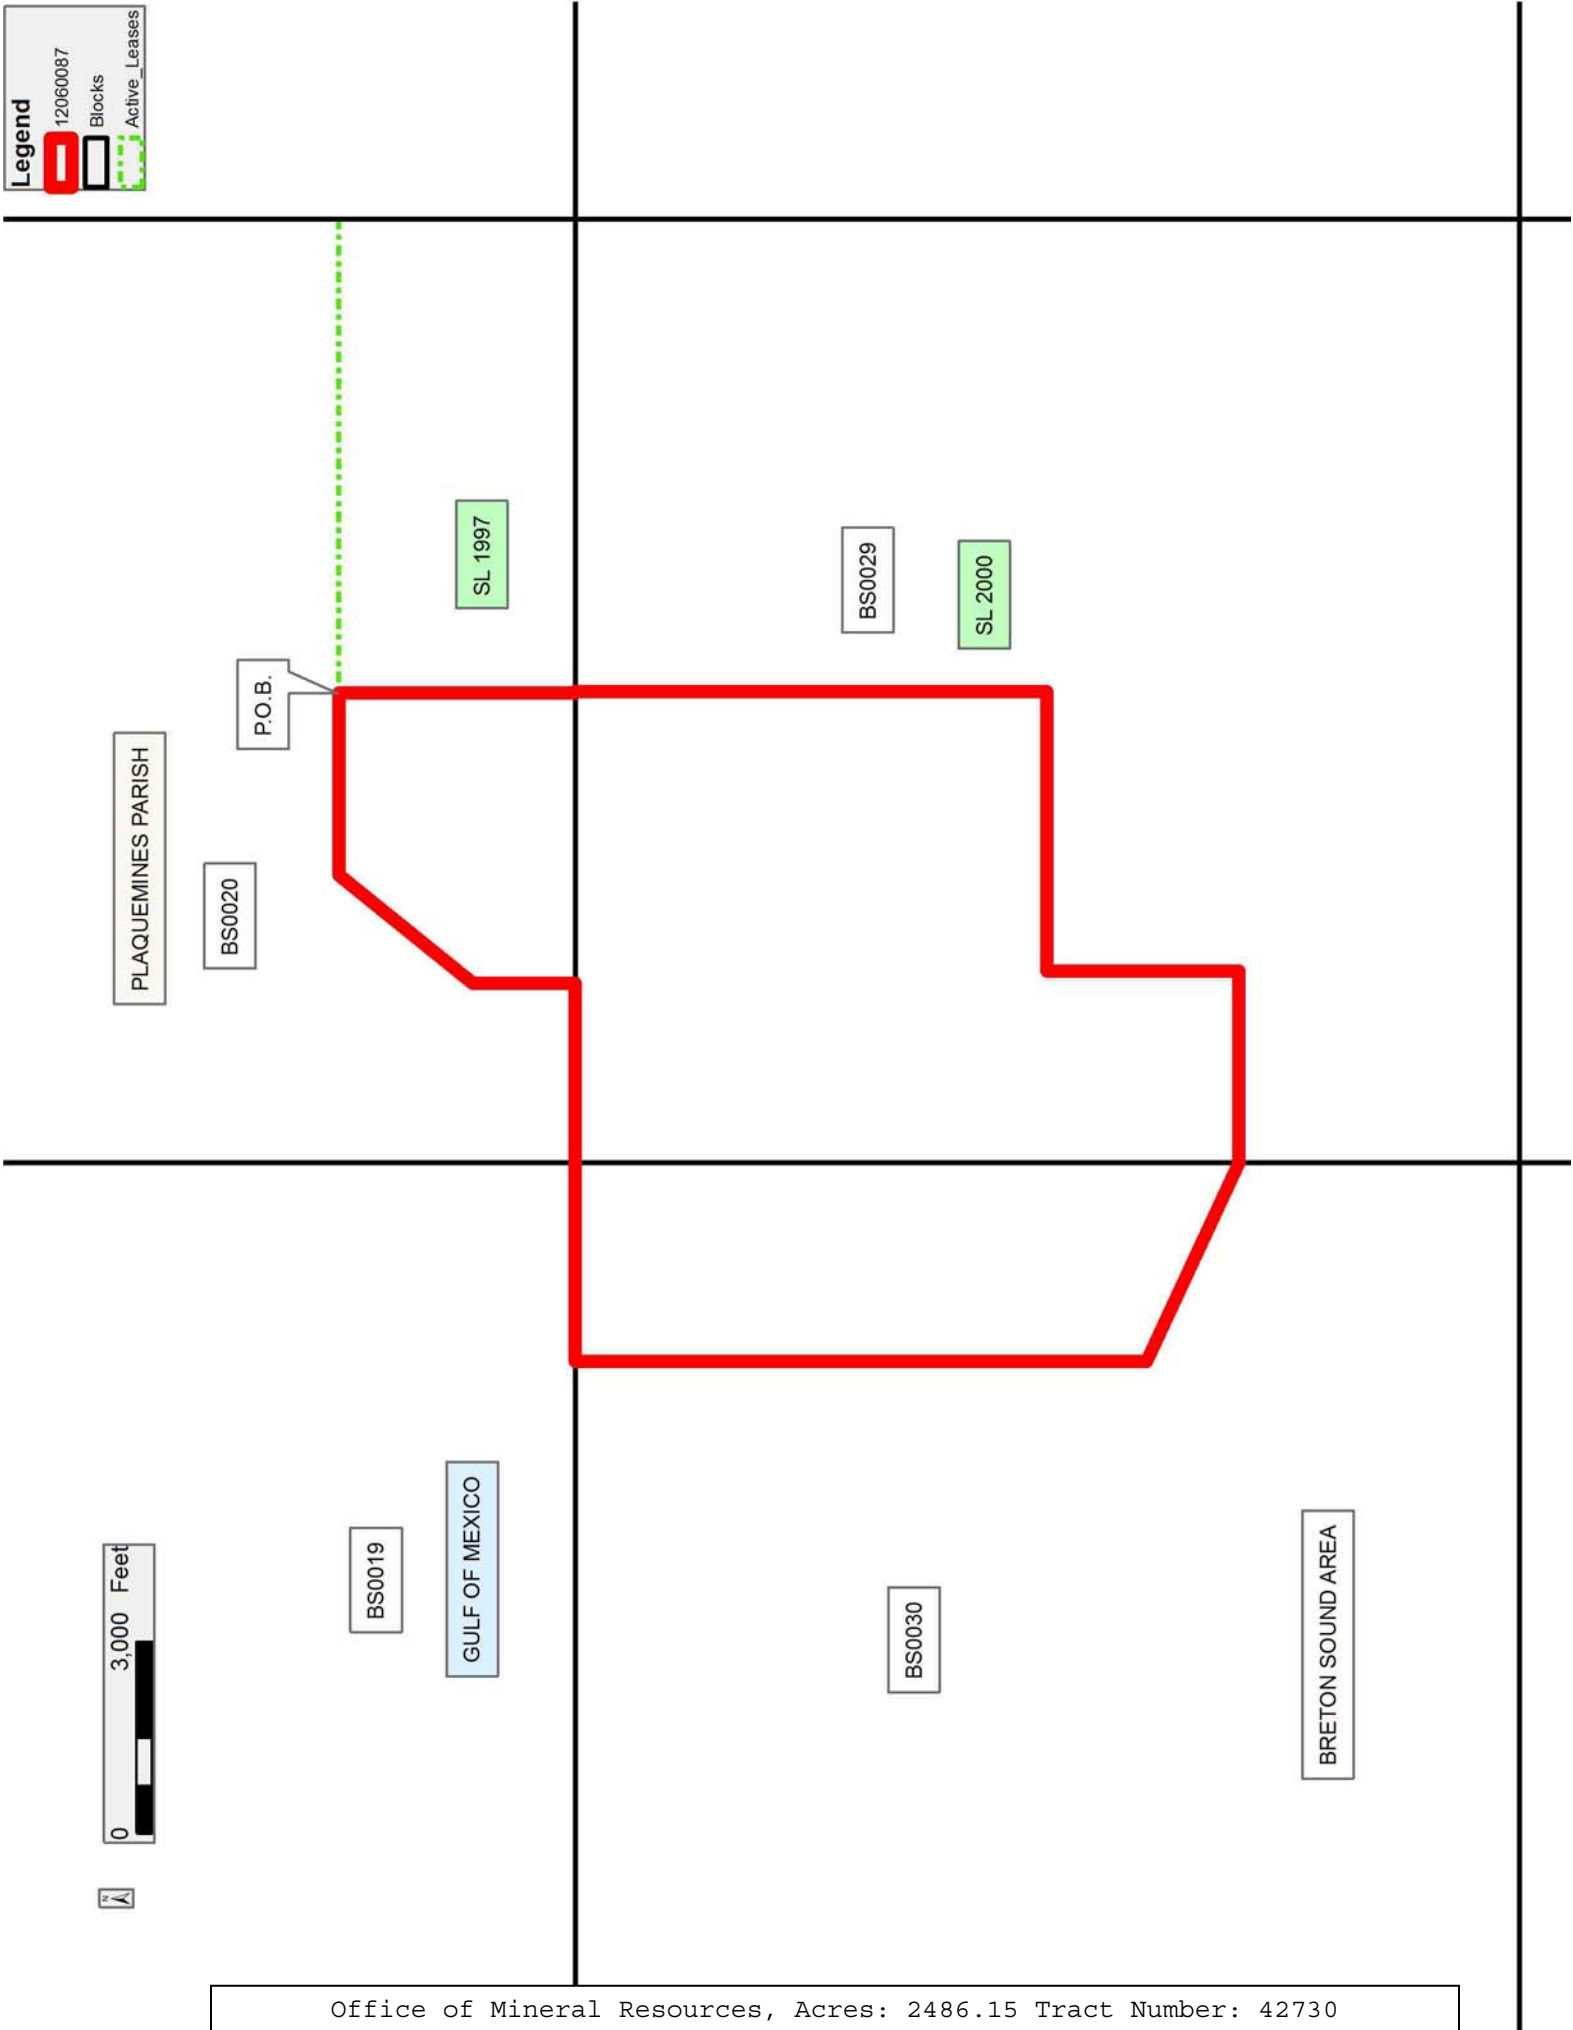 Legend
12060087
Blocks
Active_Leases
PLAQUEMINES PARISH
BS0020
P.O.B.
SL 1997
BS0029
SL 2000
0 3,000 Feet
N
BS0019
GULF OF MEXICO
BS0030
BRETON SOUND AREA
Office of Mineral Resources, Acres: 2486.15 Tract Number: 42730